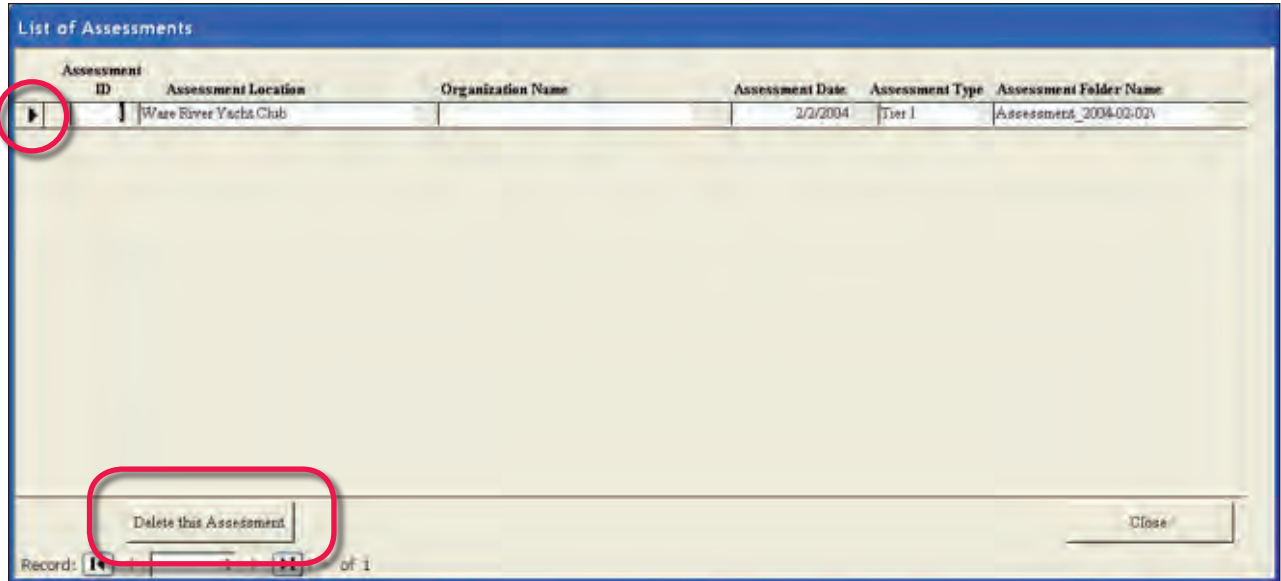 List of Assessments
Assessment ID Assessment Location Organization Name Assessment Date Assessment Type Assessment Folder Name
1 Ware River Yacht Club 2/2/2004 Tier I Assessment_2004-02-02\
Delete this Assessment Close
Record: of 1